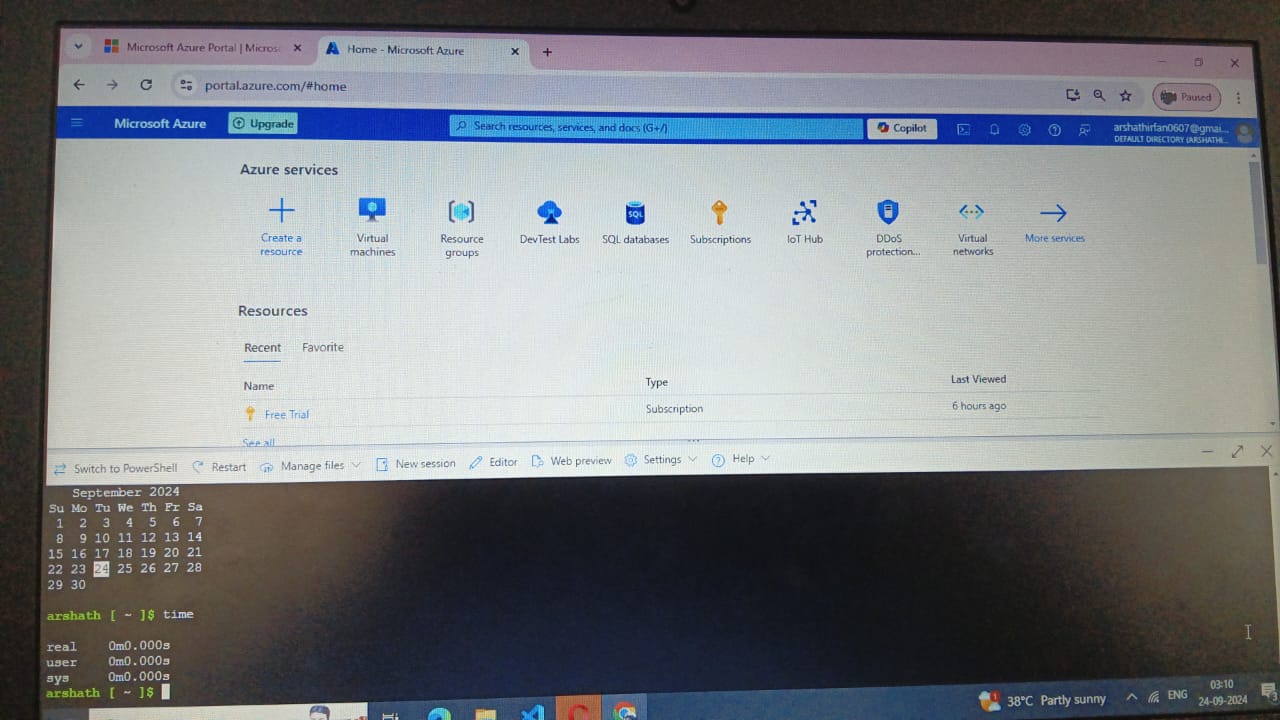 Microsoft Azure Portal | Micros
Home - Microsoft Azure
portal.azure.com/#home
Paused
Microsoft Azure
Upgrade
Search resources, services, and docs (G+/)
Copilot
arshathirfan0607@gmai...
DEFAULT DIRECTORY (ARSHATHI...
Azure services
Create a resource
Virtual machines
Resource groups
DevTest Labs
SQL databases
Subscriptions
IoT Hub
DDoS protection...
Virtual networks
More services
Resources
Recent Favorite
Name Type Last Viewed
Free Trial Subscription 6 hours ago
See all
Switch to PowerShell Restart Manage files New session Editor Web preview Settings Help
September 2024
Su Mo Tu We Th Fr Sa
1 2 3 4 5 6 7
8 9 10 11 12 13 14
15 16 17 18 19 20 21
22 23 24 25 26 27 28
29 30
arshath [ ~ ]$ time
real 0m0.000s
user 0m0.000s
sys 0m0.000s
arshath [ ~ ]$
38°C Partly sunny
ENG
03:10
24-09-2024